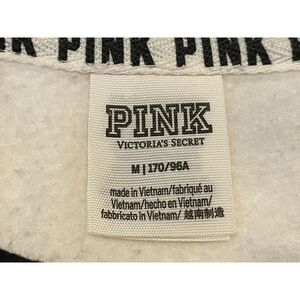 PINK PINK
PINK
VICTORIA'S SECRET
M | 170/96A
made in Vietnam/fabriqué au
Vietnam/hecho en Vietnam/
fabbricato in Vietnam/ 越南制造